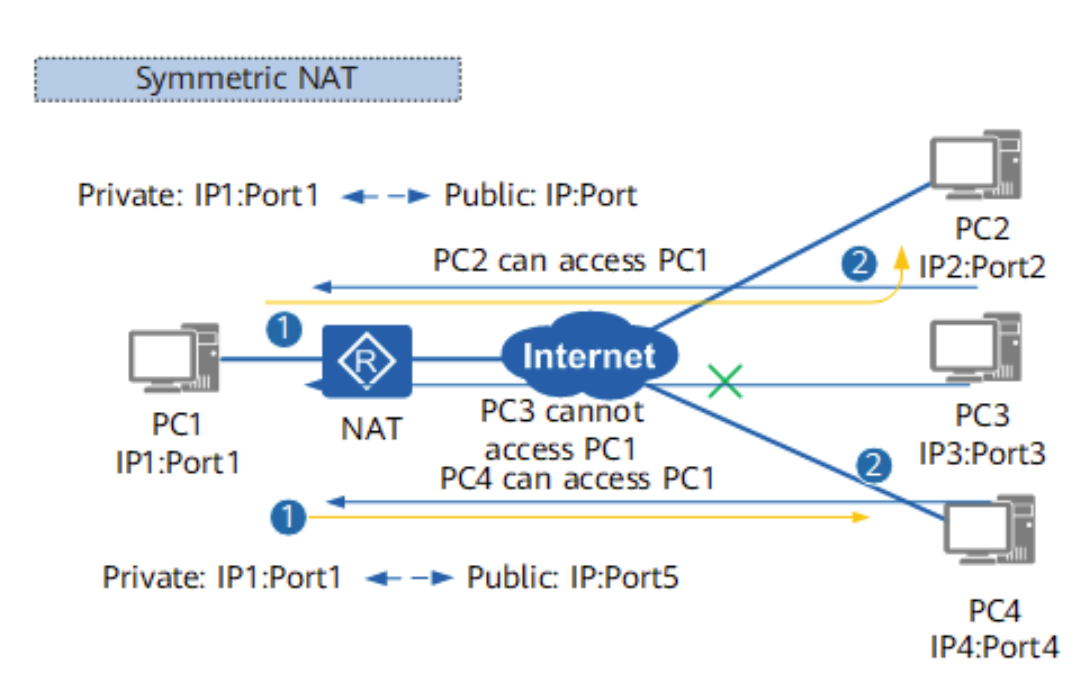 Symmetric NAT
Private: IP1:Port1
Public: IP:Port
PC2
IP2:Port2
PC2 can access PC1
2
1
R
Internet
PC1
IP1:Port1
NAT
PC3 cannot
access PC1
PC3
IP3:Port3
PC4 can access PC1
2
1
Private: IP1:Port1
Public: IP:Port5
PC4
IP4:Port4